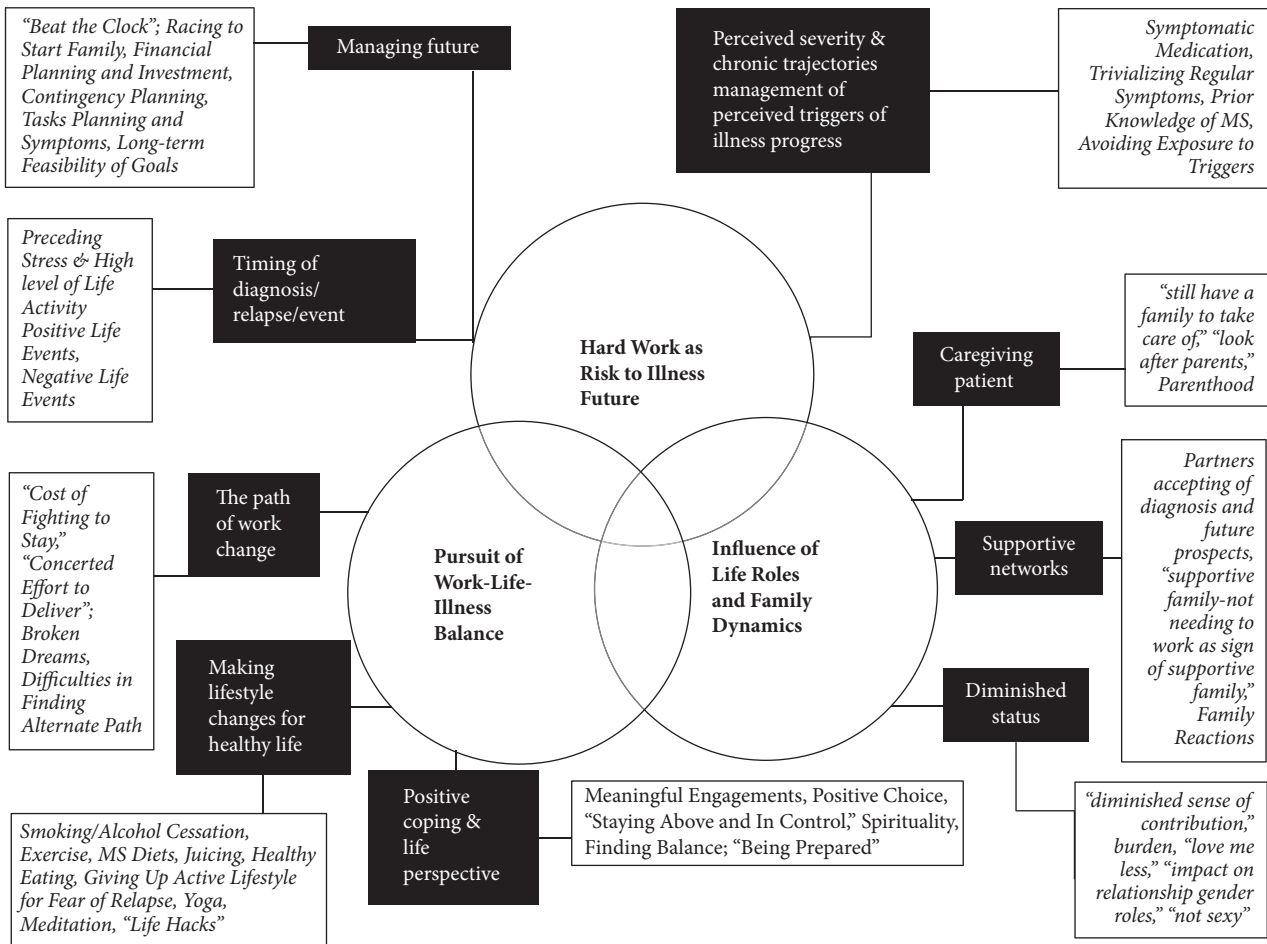 “Beat the Clock”; Racing to
Start Family, Financial
Planning and Investment,
Contingency Planning,
Tasks Planning and
Symptoms, Long-term
Feasibility of Goals
Managing future
Perceived severity &
chronic trajectories
management of
perceived triggers of
illness progress
Symptomatic
Medication,
Trivializing Regular
Symptoms, Prior
Knowledge of MS,
Avoiding Exposure to
Triggers
Preceding
Stress & High
level of Life
Activity
Positive Life
Events,
Negative Life
Events
Timing of
diagnosis/
relapse/event
Hard Work as
Risk to Illness
Future
Caregiving
patient
“still have a
family to take
care of,” “look
after parents,”
Parenthood
“Cost of
Fighting to
Stay,”
“Concerted
Effort to
Deliver”;
Broken
Dreams,
Difficulties in
Finding
Alternate Path
The path
of work
change
Pursuit of
Work-Life-
Illness
Balance
Influence of
Life Roles
and Family
Dynamics
Supportive
networks
Partners
accepting of
diagnosis and
future
prospects,
“supportive
family-not
needing to
work as sign
of supportive
family,”
Family
Reactions
Making
lifestyle
changes for
healthy life
Diminished
status
Smoking/Alcohol Cessation,
Exercise, MS Diets, Juicing, Healthy
Eating, Giving Up Active Lifestyle
for Fear of Relapse, Yoga,
Meditation, “Life Hacks”
Positive
coping &
life
perspective
Meaningful Engagements, Positive Choice,
“Staying Above and In Control,” Spirituality,
Finding Balance; “Being Prepared”
“diminished sense of
contribution,”
burden, “love me
less,” “impact on
relationship gender
roles,” “not sexy”